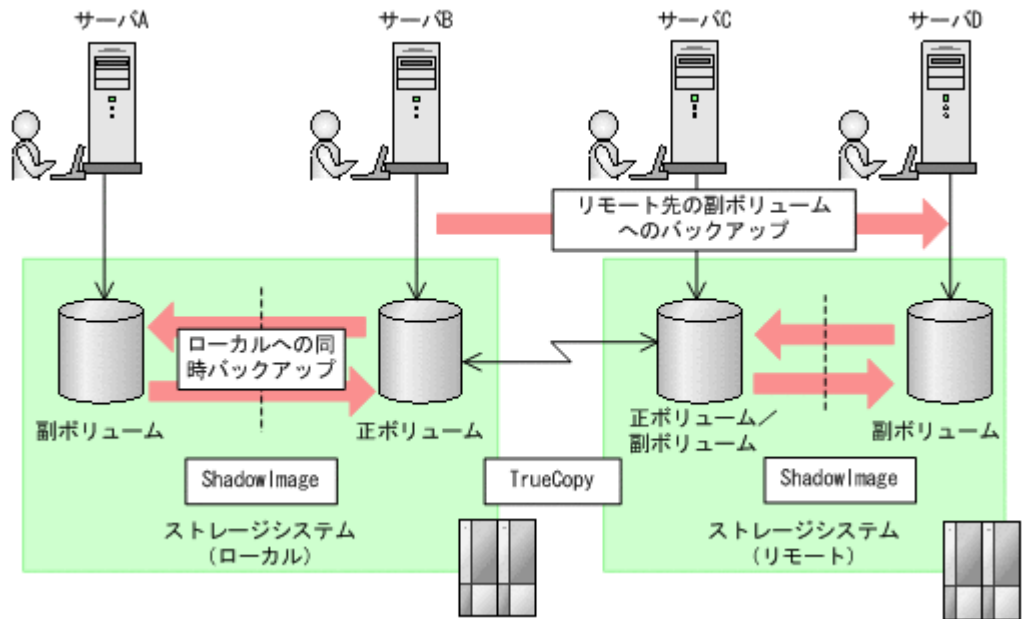 サーバA
サーバB
サーバC
サーバD
リモート先の副ボリューム
へのバックアップ
ローカルへの同
時バックアップ
副ボリューム
正ボリューム
正ボリューム／
副ボリューム
副ボリューム
ShadowImage
TrueCopy
ShadowImage
ストレージシステム
(ローカル)
ストレージシステム
(リモート)